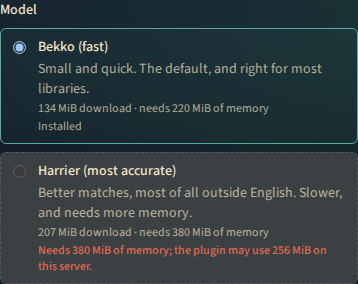 Model
Bekko (fast)
Small and quick. The default, and right for most
libraries.
134 MiB download · needs 220 MiB of memory
Installed
Harrier (most accurate)
Better matches, most of all outside English. Slower,
and needs more memory.
207 MiB download · needs 380 MiB of memory
Needs 380 MiB of memory; the plugin may use 256 MiB on
this server.